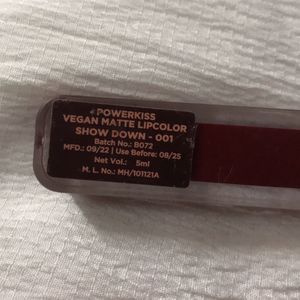 POWERKISS
VEGAN MATTE LIPCOLOR
SHOW DOWN - 001
Batch No.: B072
MFD.: 09/22 | Use Before: 08/25
Net Vol.: 5ml
M. L. No.: MH/101121A